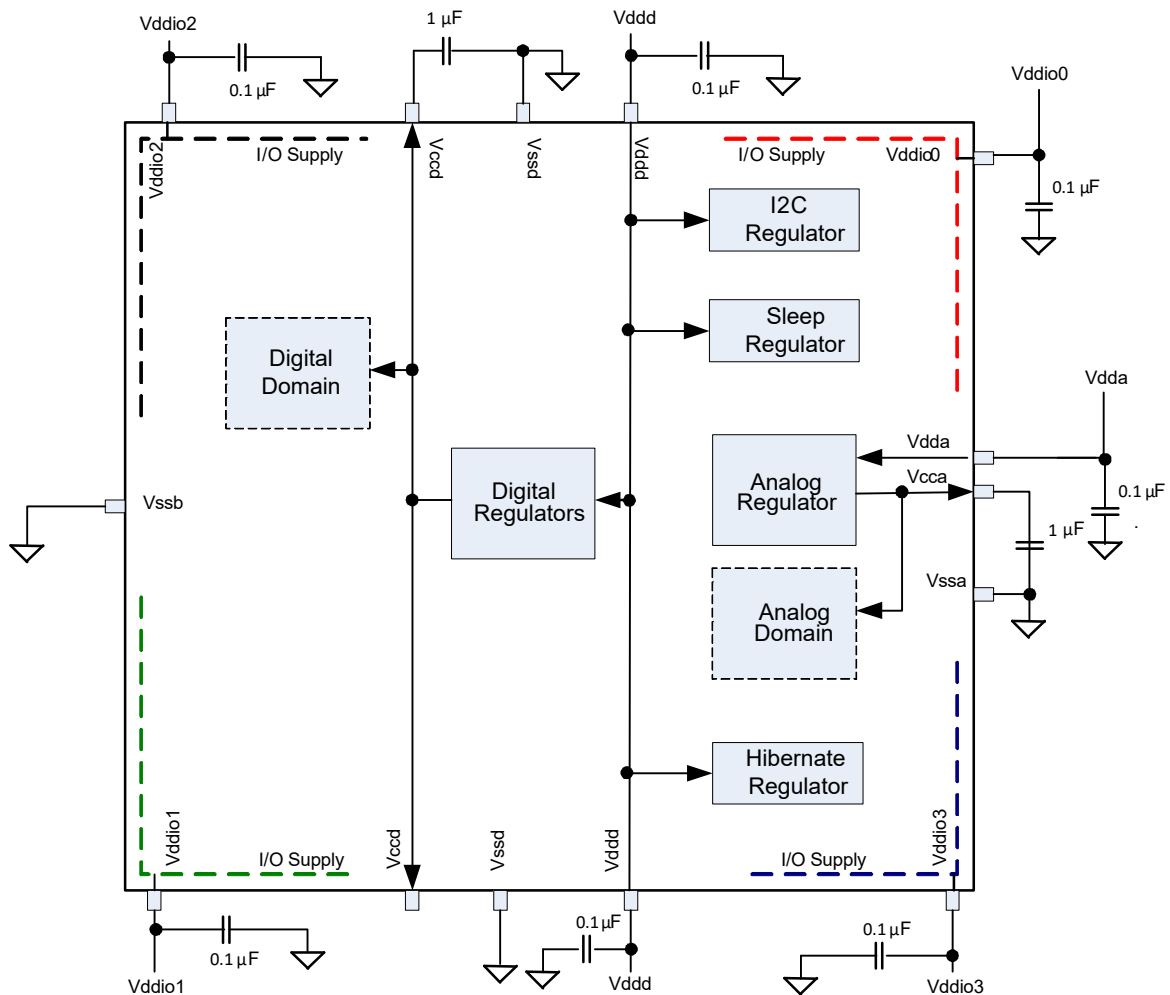 Vddio2
1 µF
Vddd
0.1 µF
0.1 µF
Vddio0
0.1 µF
I/O Supply
I/O Supply
Vddio0
Vddio2
Vccd
Vssd
Vddd
I2C
Regulator
Sleep
Regulator
Digital
Domain
Vdda
Vdda
Vcca
Analog
Regulator
Digital
Regulators
0.1 µF
.
1 µF
Vssb
Vssa
Analog
Domain
Hibernate
Regulator
Vddio1
Vccd
Vssd
Vddd
Vddio3
I/O Supply
I/O Supply
0.1 µF
0.1 µF
0.1 µF
Vddio1
Vddd
Vddio3